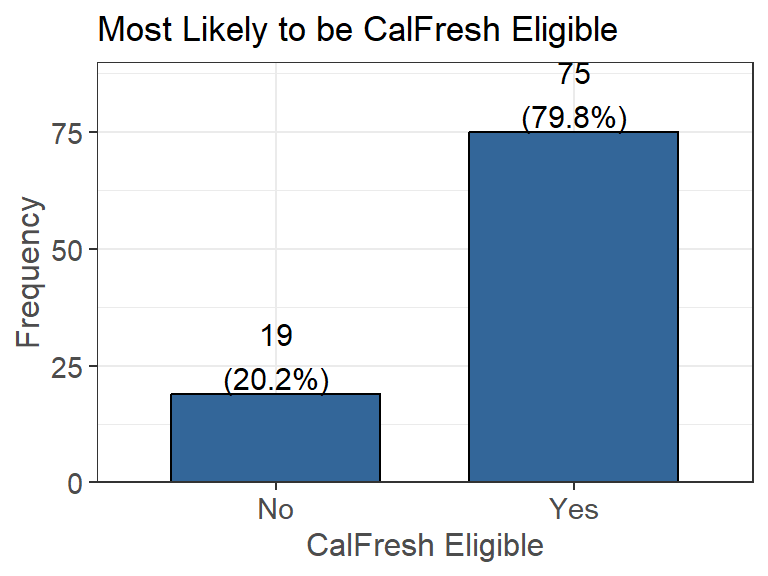 Most Likely to be CalFresh Eligible
75
(79.8%)
75
Frequency
50
19
25
(20.2%)
0
No Yes
CalFresh Eligible